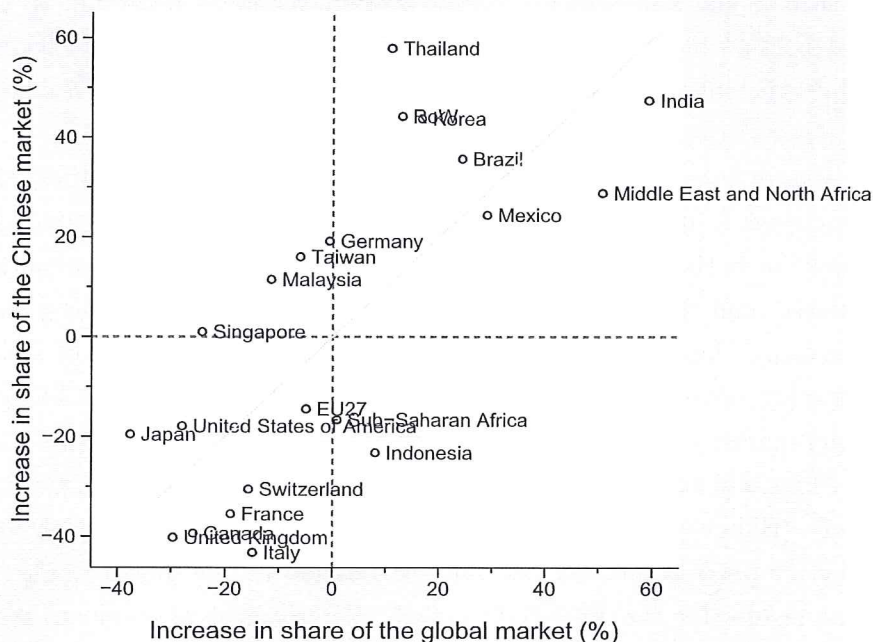 Increase in share of the Chinese market (%)
60
40
20
0
−20
−40
Thailand
India
RoW
Korea
Brazil
Middle East and North Africa
Mexico
Germany
Taiwan
Malaysia
Singapore
EU27
Sub−Saharan Africa
United States of America
Japan
Indonesia
Switzerland
France
Canada
United Kingdom
Italy
−40
−20
0
20
40
60
Increase in share of the global market (%)